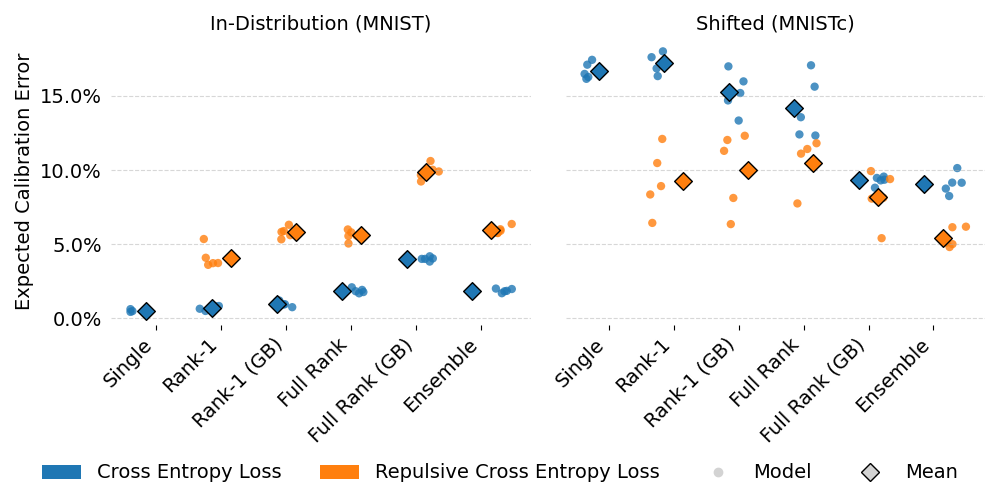 In-Distribution (MNIST)
Shifted (MNISTc)
Expected Calibration Error
15.0%
10.0%
5.0%
0.0%
Single
Rank-1
Rank-1 (GB)
Full Rank
Full Rank (GB)
Ensemble
Single
Rank-1
Rank-1 (GB)
Full Rank
Full Rank (GB)
Ensemble
Cross Entropy Loss
Repulsive Cross Entropy Loss
Model
Mean